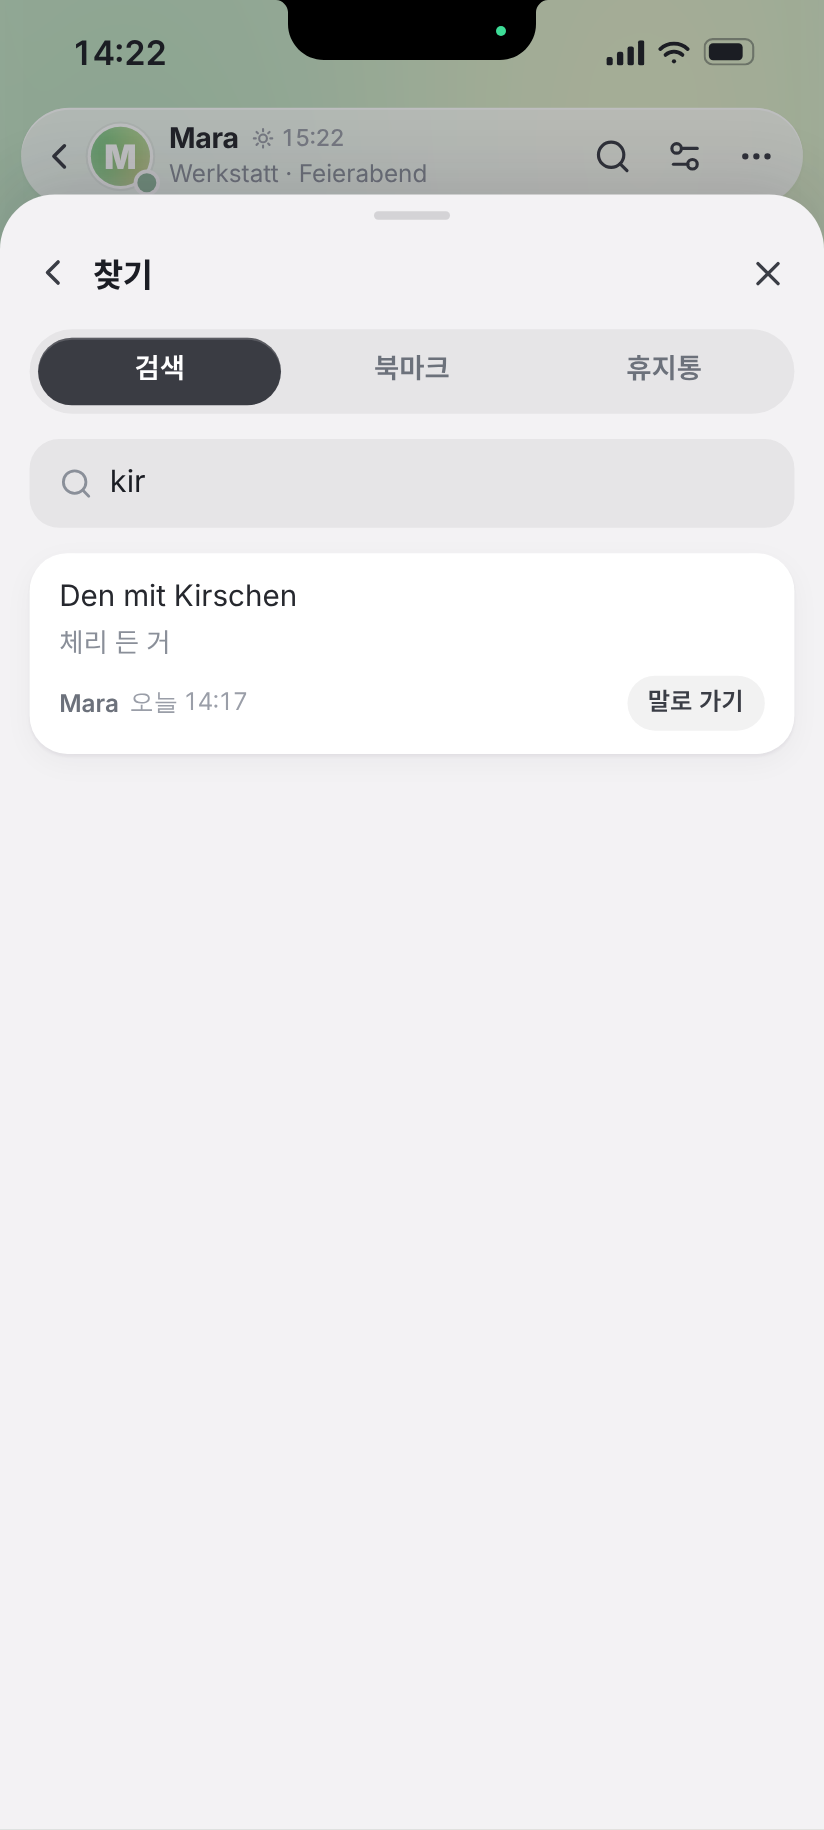 14:22
M
Mara 15:22
Werkstatt · Feierabend
찾기
검색 북마크 휴지통
kir
Den mit Kirschen
체리 든 거
Mara 오늘 14:17
말로 가기